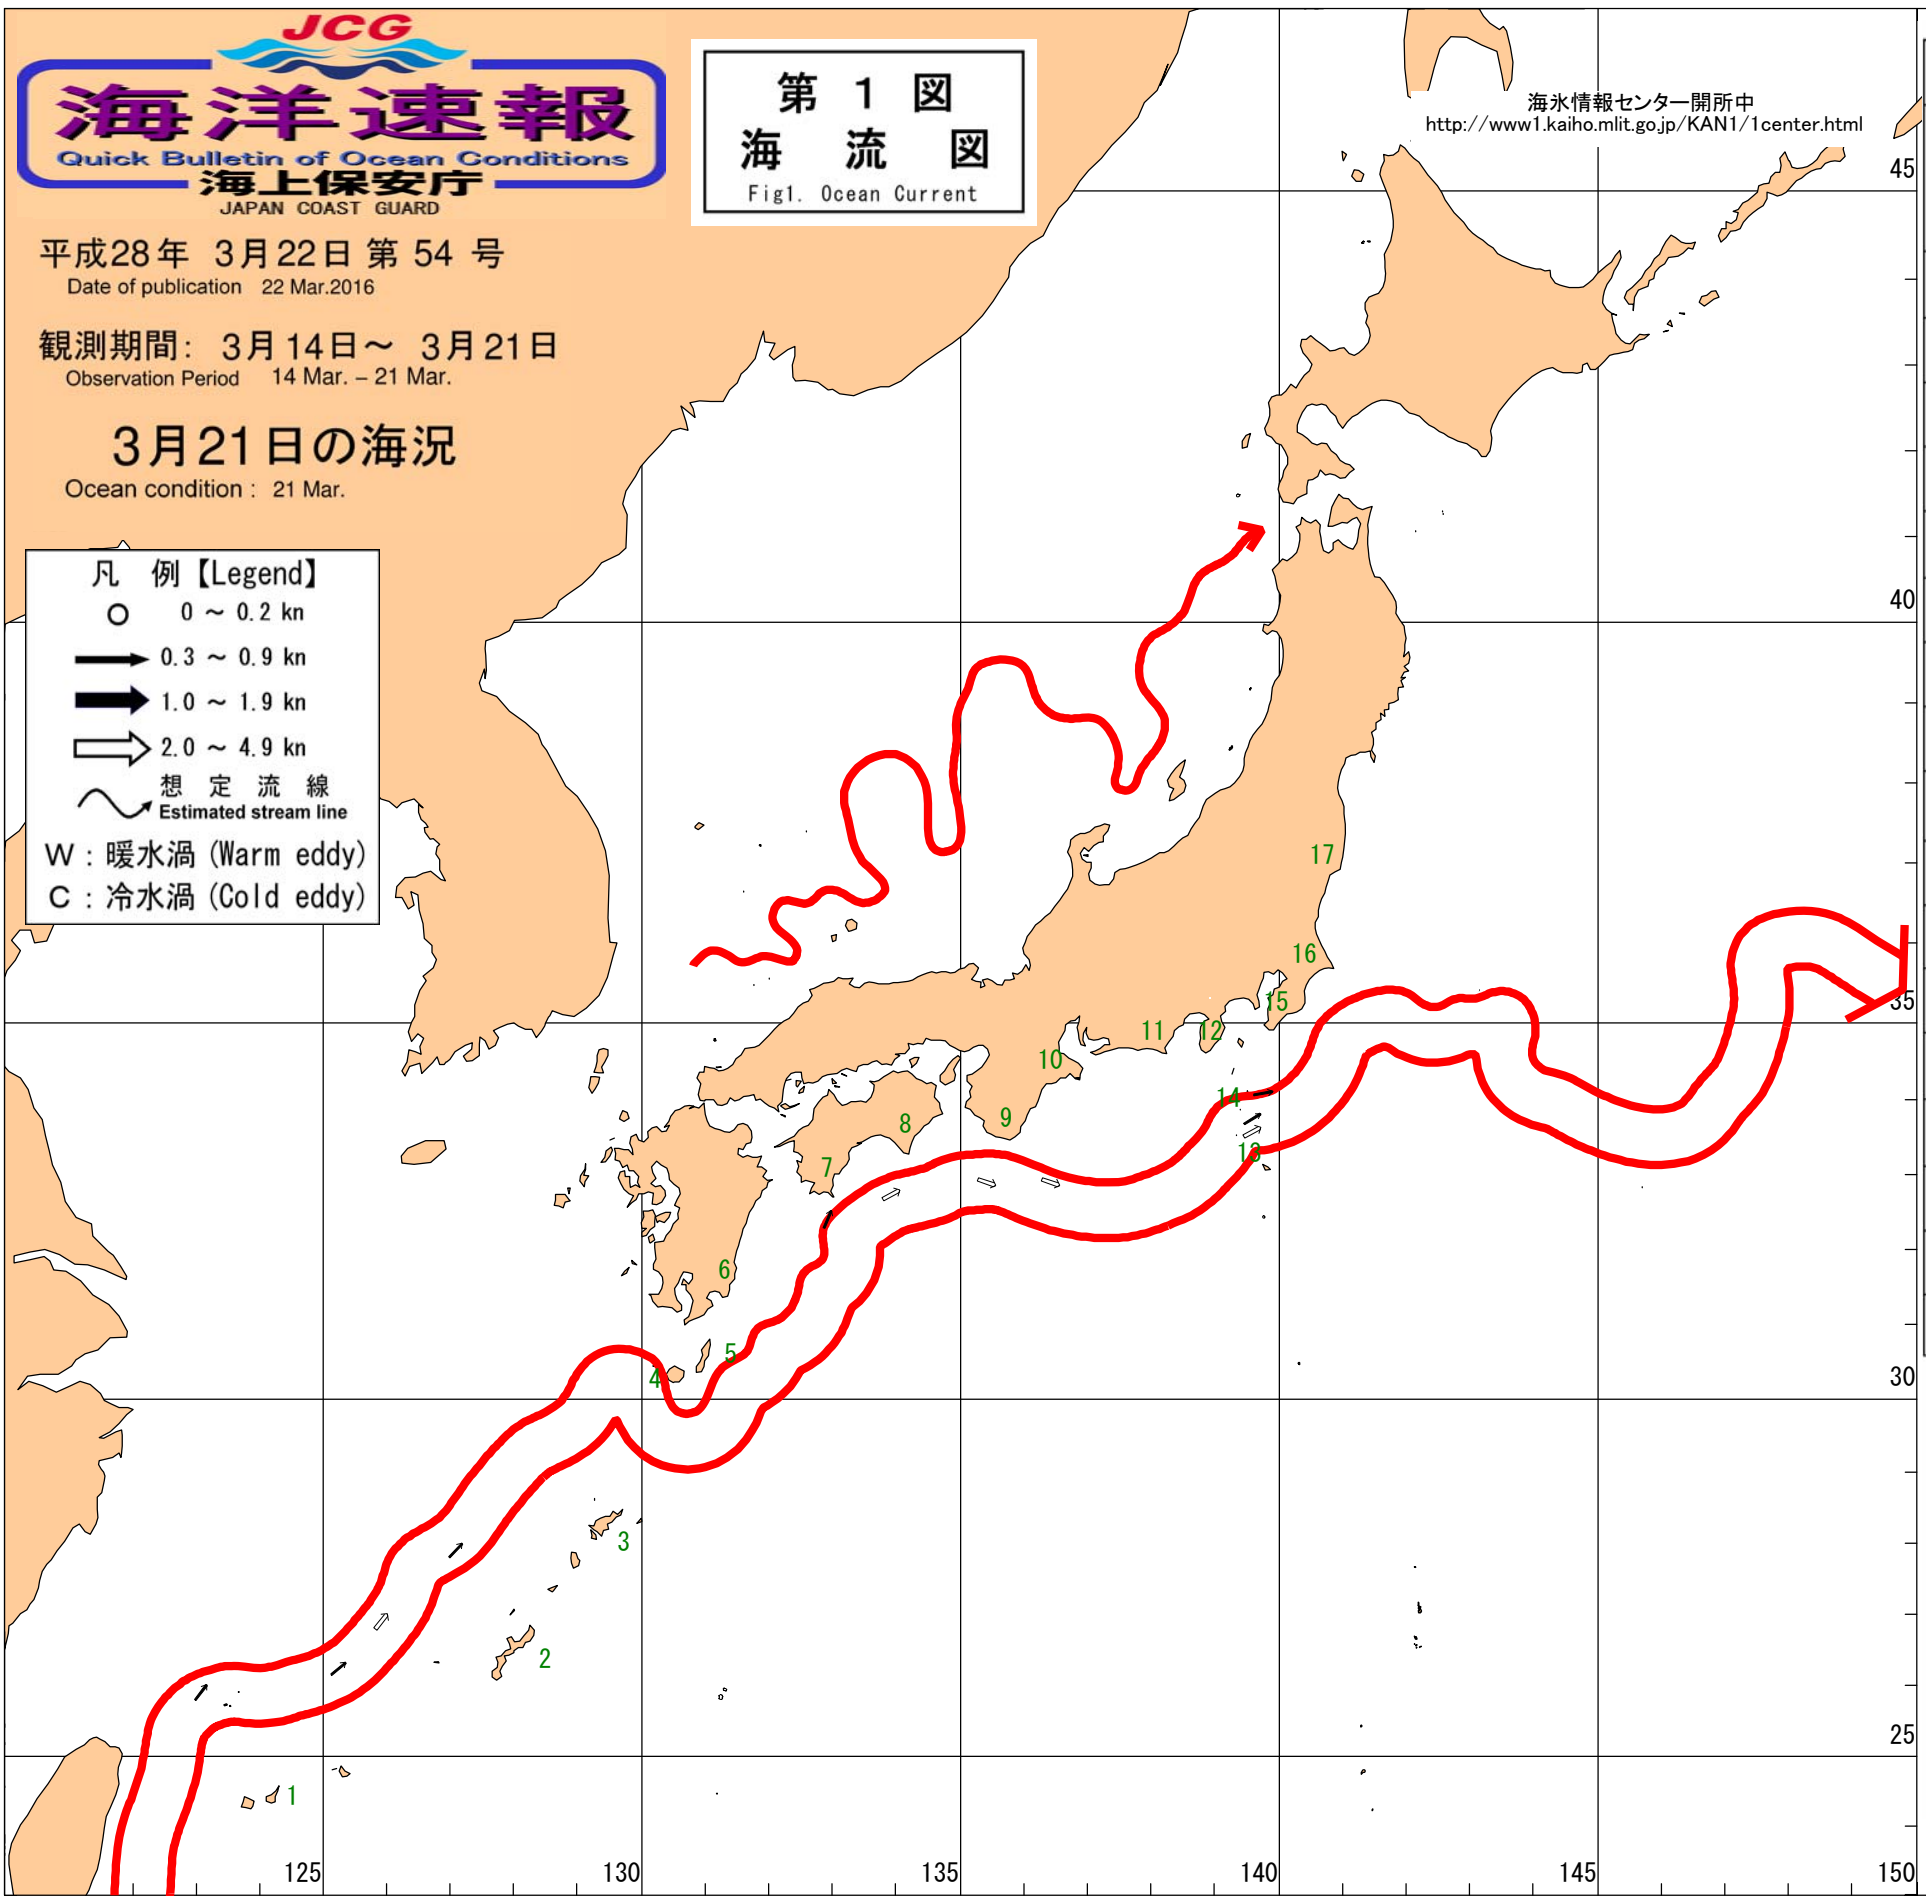 JCG
海洋速報
Quick Bulletin of Ocean Conditions
海上保安庁
JAPAN COAST GUARD
平成28年 3月22日 第 54 号
Date of publication 22 Mar.2016
観測期間: 3月14日～ 3月21日
Observation Period 14 Mar. – 21 Mar.
3月21日の海況
Ocean condition : 21 Mar.
第 1 図
海 流 図
Fig1. Ocean Current
海氷情報センター開所中
http://www1.kaiho.mlit.go.jp/KAN1/1center.html
凡 例【Legend】
0 ～ 0.2 kn
0.3 ～ 0.9 kn
1.0 ～ 1.9 kn
2.0 ～ 4.9 kn
想 定 流 線
Estimated stream line
W : 暖水渦 (Warm eddy)
C : 冷水渦 (Cold eddy)
45
40
35
30
25
17
16
15
12
11
10
14
13
9
8
7
6
5
4
3
2
1
125
130
135
140
145
150